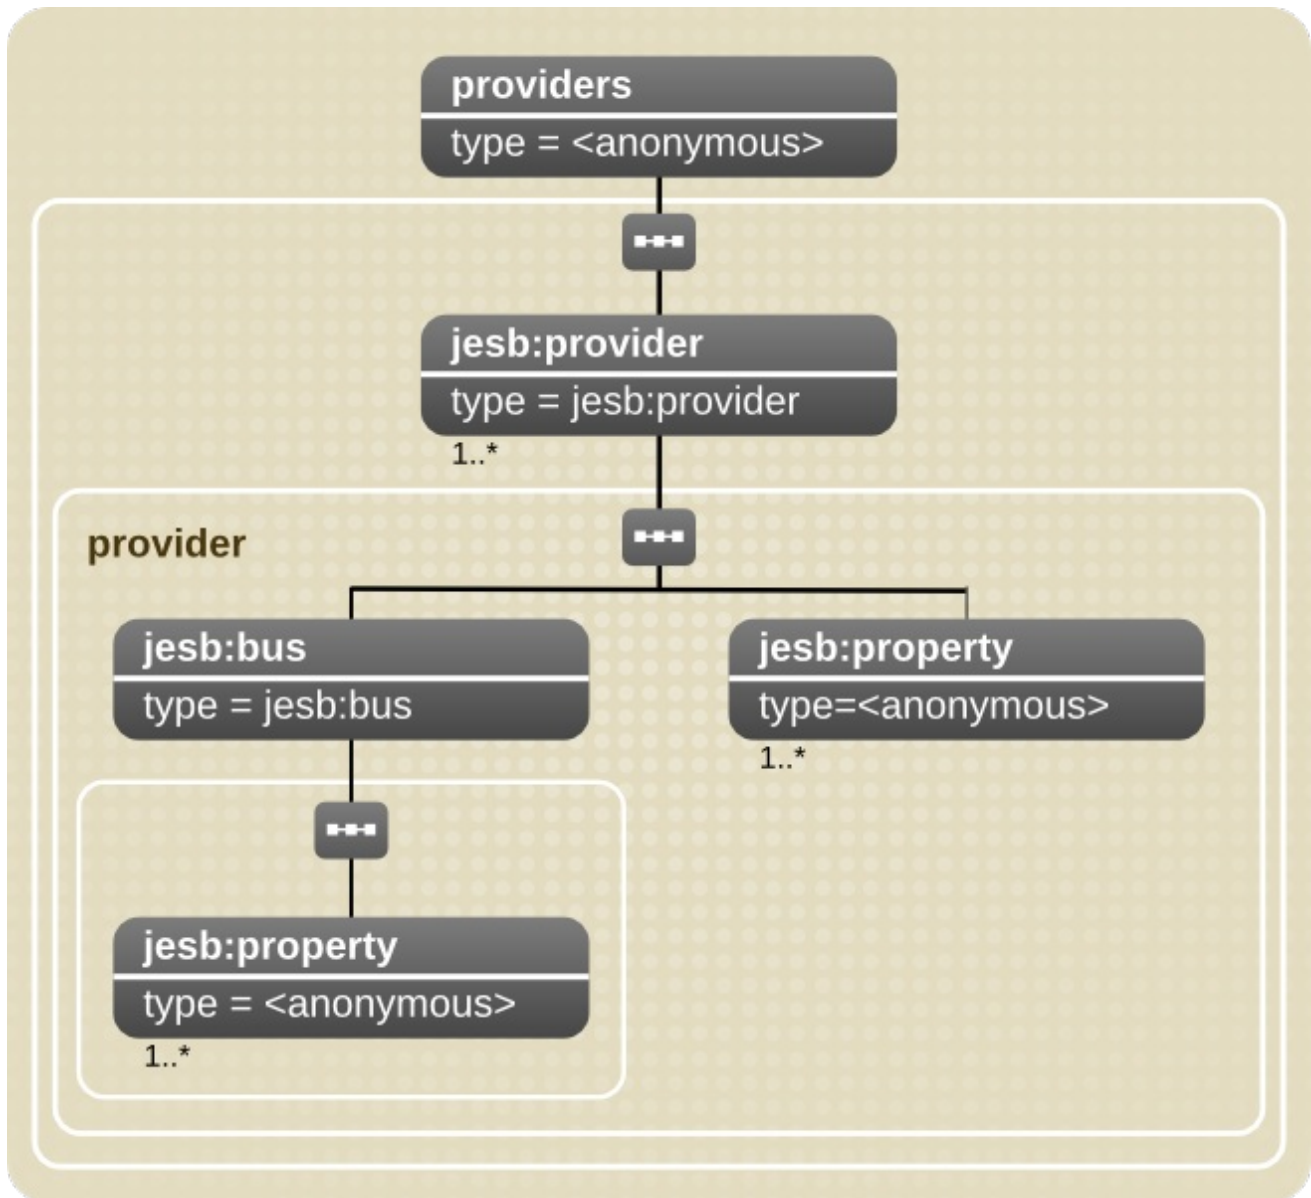 providers
type = <anonymous>
jesb:provider
type = jesb:provider
1..*
provider
jesb:bus
type = jesb:bus
jesb:property
type=<anonymous>
1..*
jesb:property
type = <anonymous>
1..*